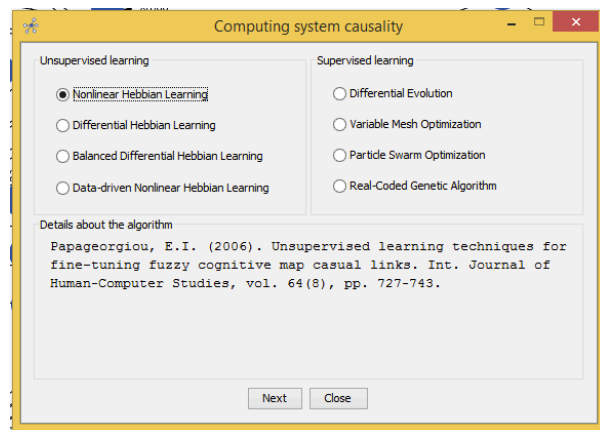 Computing system causality
Unsupervised learning
Supervised learning
Nonlinear Hebbian Learning
Differential Evolution
Differential Hebbian Learning
Variable Mesh Optimization
Balanced Differential Hebbian Learning
Particle Swarm Optimization
Data-driven Nonlinear Hebbian Learning
Real-Coded Genetic Algorithm
Details about the algorithm
Papageorgiou, E.I. (2006). Unsupervised learning techniques for
fine-tuning fuzzy cognitive map casual links. Int. Journal of
Human-Computer Studies, vol. 64(8), pp. 727-743.
Next
Close